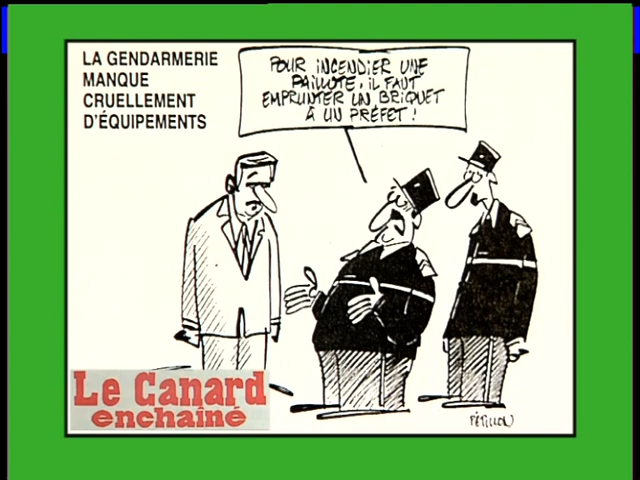 LA GENDARMERIE
MANQUE
CRUELLEMENT
D'ÉQUIPEMENTS
POUR INCENDIER UNE
PAILLOTE, IL FAUT
EMPRUNTER UN BRIQUET
À UN PRÉFET !
Le Canard
enchaîné
PÉTILLON